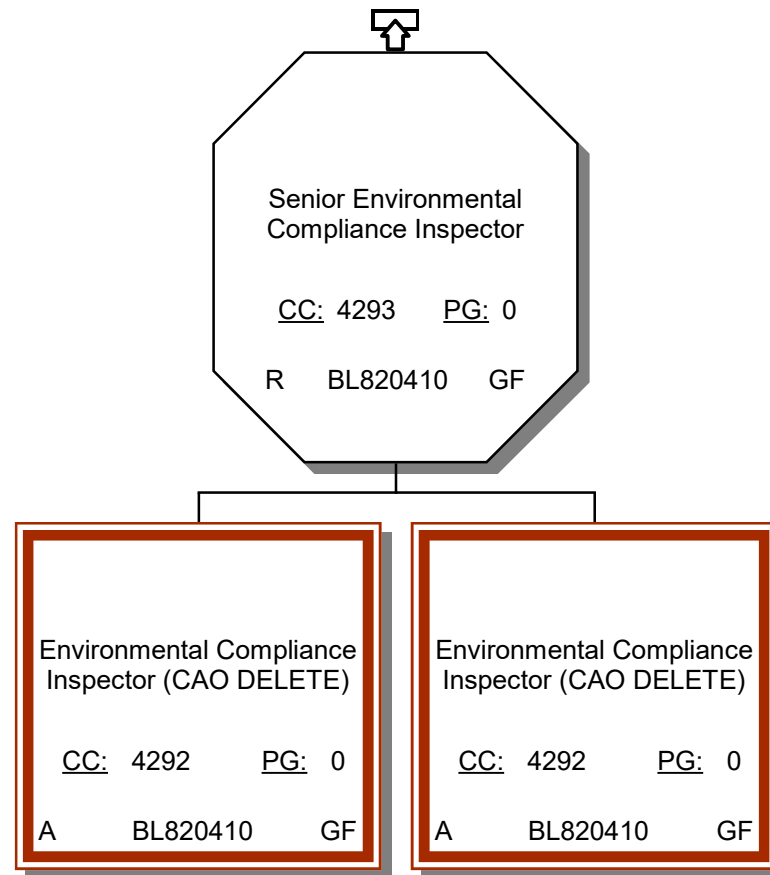 Senior Environmental
Compliance Inspector
CC: 4293 PG: 0
R BL820410 GF
Environmental Compliance
Inspector (CAO DELETE)
CC: 4292 PG: 0
A BL820410 GF
Environmental Compliance
Inspector (CAO DELETE)
CC: 4292 PG: 0
A BL820410 GF